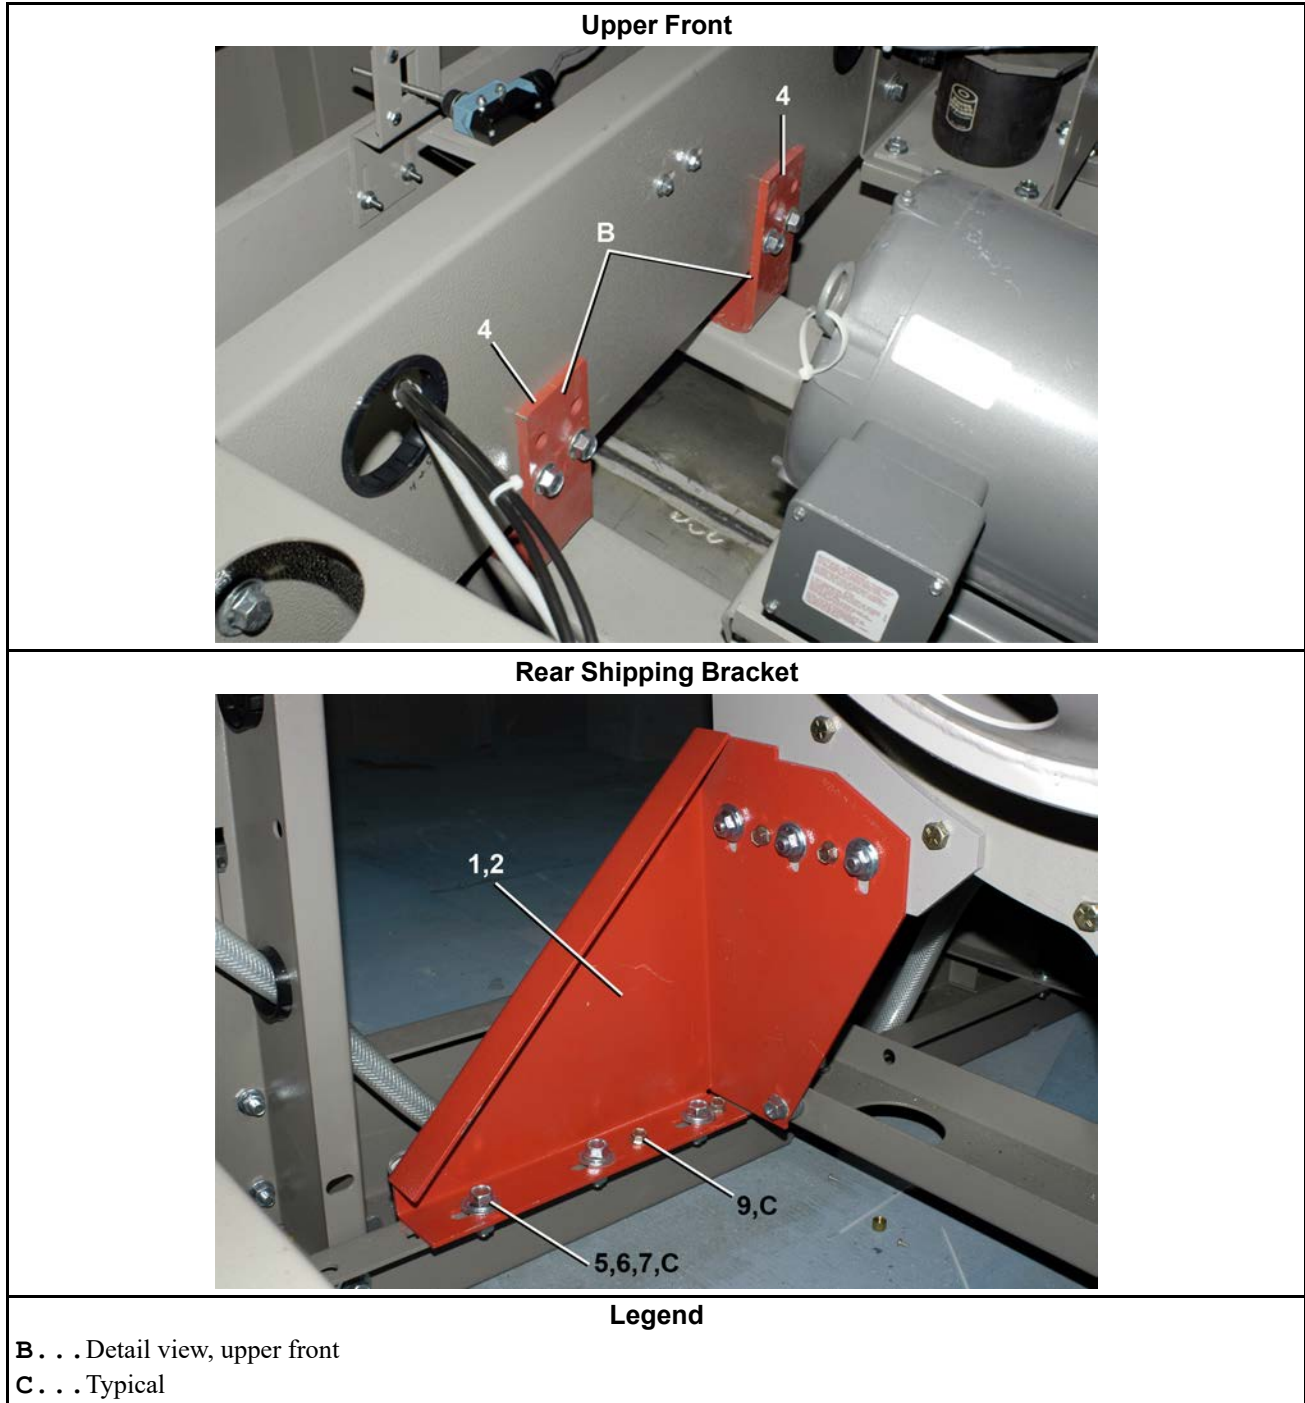 Upper Front
4
B
4
Rear Shipping Bracket
1,2
9,C
5,6,7,C
Legend
B...Detail view, upper front
C...Typical